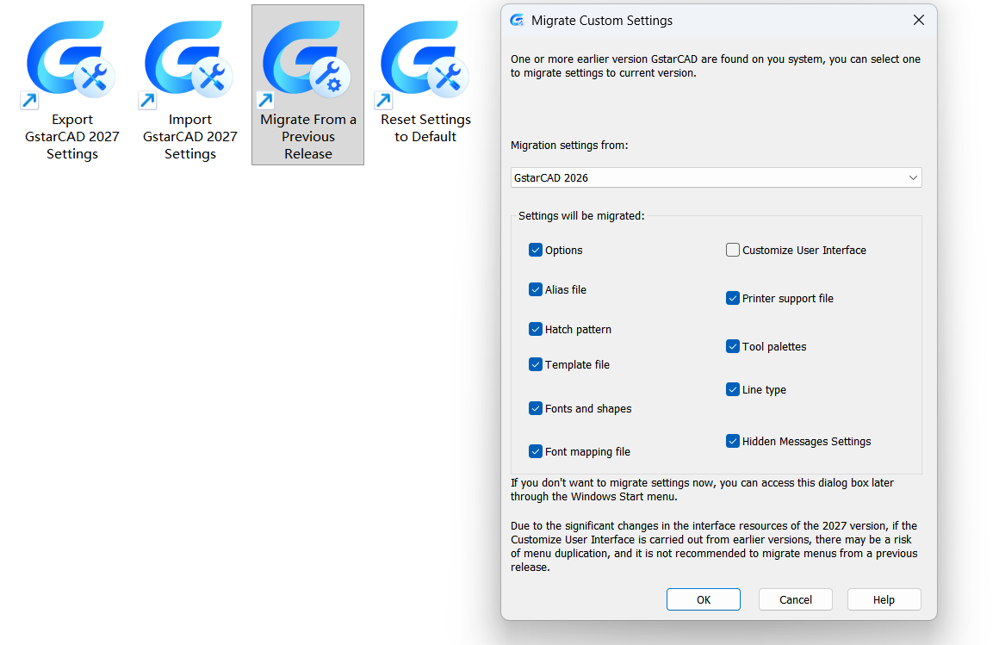 Export
GstarCAD 2027
Settings
Import
GstarCAD 2027
Settings
Migrate From a
Previous
Release
Reset Settings
to Default
Migrate Custom Settings
One or more earlier version GstarCAD are found on you system, you can select one
to migrate settings to current version.
Migration settings from:
GstarCAD 2026
Settings will be migrated:
Options
Customize User Interface
Alias file
Printer support file
Hatch pattern
Tool palettes
Template file
Line type
Fonts and shapes
Hidden Messages Settings
Font mapping file
If you don't want to migrate settings now, you can access this dialog box later
through the Windows Start menu.
Due to the significant changes in the interface resources of the 2027 version, if the
Customize User Interface is carried out from earlier versions, there may be a risk
of menu duplication, and it is not recommended to migrate menus from a previous
release.
OK
Cancel
Help